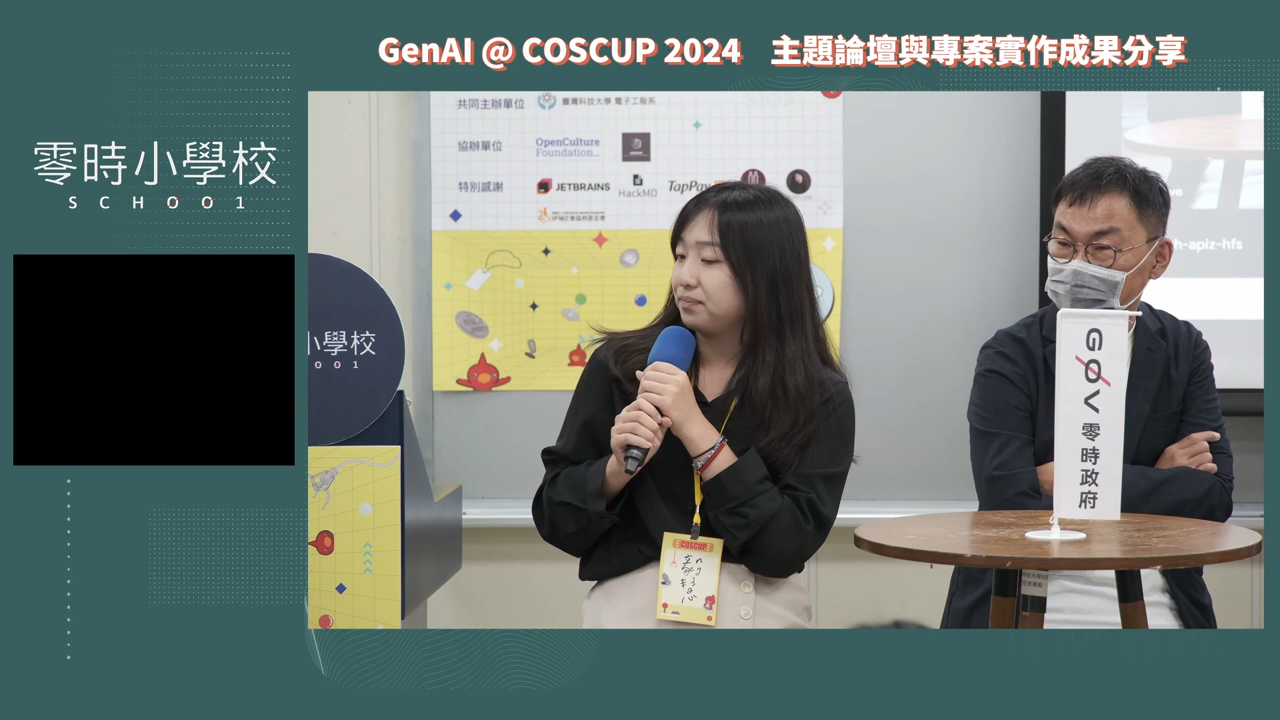 GenAI @ COSCUP 2024 主題論壇與專案實作成果分享
零時小學校
SCHOO1
共同主辦單位 臺灣科技大學 電子工程系
協辦單位 OpenCulture
Foundation
特別感謝 JETBRAINS HackMD TapPay
小學校
OO1
h-apiz-hfs
GOV 零時政府
COSCUP